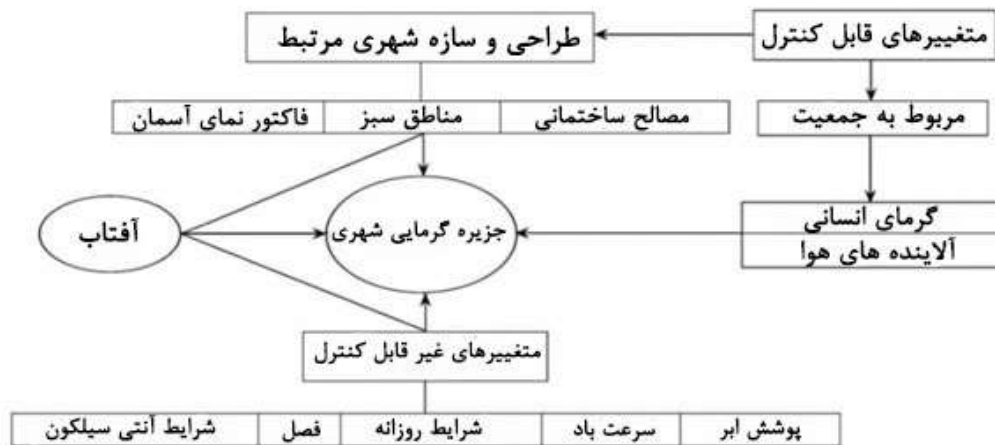 متغییرهای قابل کنترل
طراحی و سازه شهری مرتبط
مصالح ساختمانی
مناطق سبز
فاکتور نمای آسمان
مربوط به جمعیت
گرمای انسانی
آلاینده های هوا
جزیره گرمایی شهری
آفتاب
متغییرهای غیر قابل کنترل
پوشش ابر
سرعت باد
شرایط روزانه
فصل
شرایط آنتی سیلکون